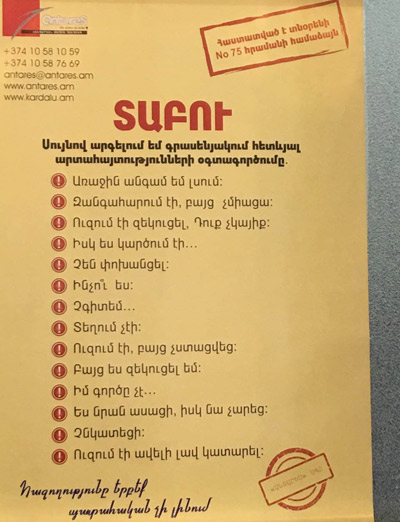 Հաստատված է տնօրենի
No 75 հրամանի համաձայն
+374 10 58 10 59
+374 10 58 76 69
antares@antares.am
www.antares.am
www.kardalu.am
ՏԱԲՈՒ
Սույնով արգելում եմ գրասենյակում հետևյալ
արտահայտությունների օգտագործումը.
Առաջին անգամ եմ լսում:
Զանգահարում էի, բայց չմիացա:
Ուզում էի զեկուցել, Դուք չկայիք:
Իսկ ես կարծում էի...
Չեն փոխանցել:
Ինչո՞ւ ես:
Չգիտեմ...
Տեղում չէի:
Ուզում էի, բայց չստացվեց:
Բայց ես զեկուցել եմ:
Իմ գործը չէ...
Ես նրան ասացի, իսկ նա չարեց:
Չնկատեցի:
Ուզում էի ավելի լավ կատարել:
Հաջողությունը երբեք
պատահական չի լինում